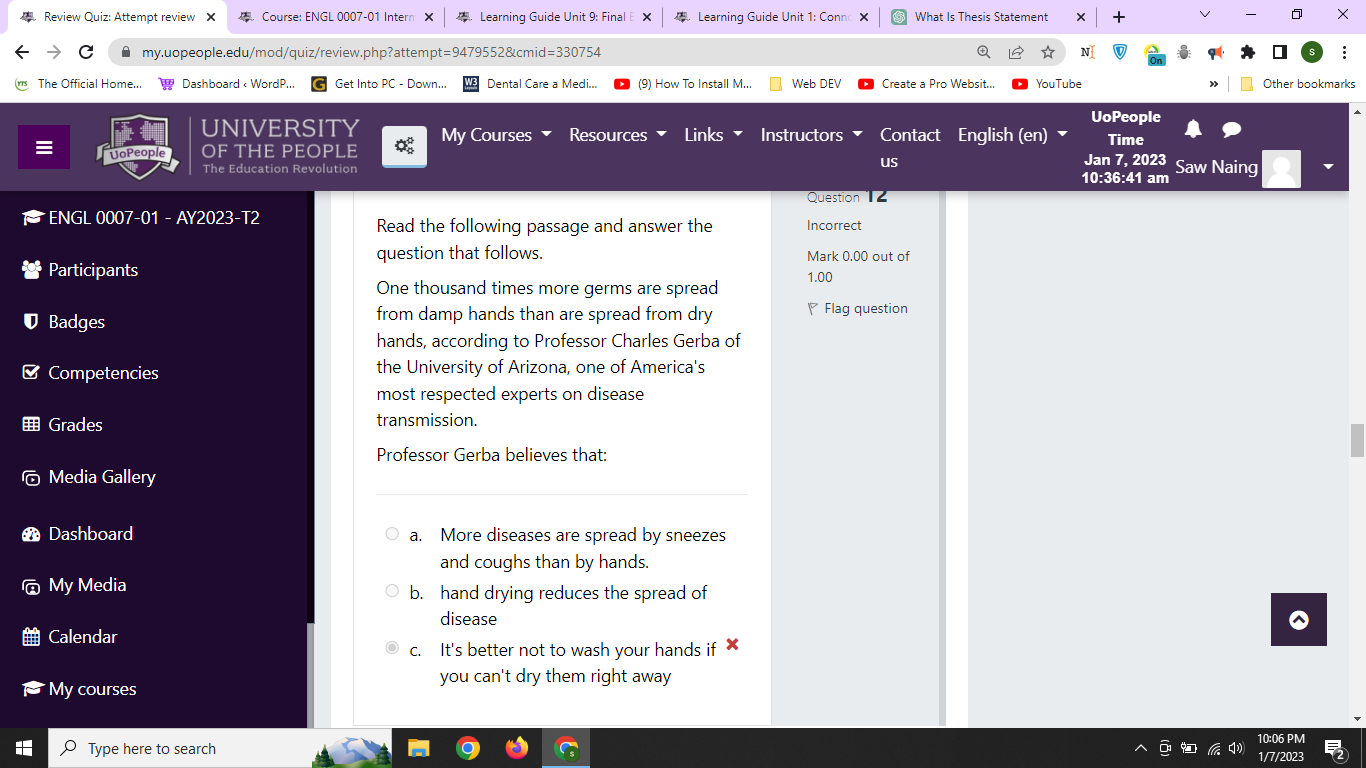 Review Quiz: Attempt review
Course: ENGL 0007-01 Interm
Learning Guide Unit 9: Final E
Learning Guide Unit 1: Conno
What Is Thesis Statement
my.uopeople.edu/mod/quiz/review.php?attempt=9479552&cmid=330754
The Official Home...
Dashboard ‹ WordP...
Get Into PC - Down...
Dental Care a Medi...
(9) How To Install M...
Web DEV
Create a Pro Websit...
YouTube
»
Other bookmarks
On
S
UoPeople
UNIVERSITY
OF THE PEOPLE
The Education Revolution
My Courses
Resources
Links
Instructors
Contact
us
English (en)
UoPeople
Time
Jan 7, 2023
10:36:41 am
Saw Naing
ENGL 0007-01 - AY2023-T2
Participants
Badges
Competencies
Grades
Media Gallery
Dashboard
My Media
Calendar
My courses
Read the following passage and answer the
question that follows.
One thousand times more germs are spread
from damp hands than are spread from dry
hands, according to Professor Charles Gerba of
the University of Arizona, one of America's
most respected experts on disease
transmission.
Professor Gerba believes that:
a. More diseases are spread by sneezes
and coughs than by hands.
b. hand drying reduces the spread of
disease
c. It's better not to wash your hands if
you can't dry them right away
Question 12
Incorrect
Mark 0.00 out of
1.00
Flag question
Type here to search
10:06 PM
1/7/2023
2